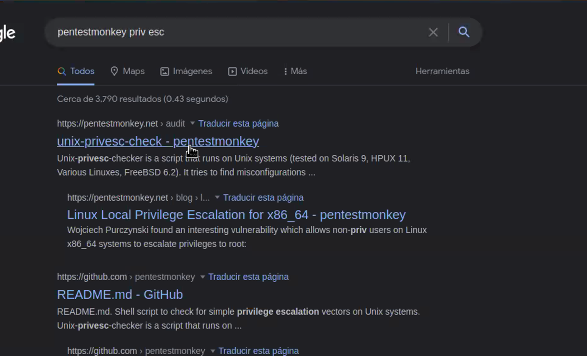 gle
pentestmonkey priv esc
Todos Maps Imágenes Videos Más Herramientas
Cerca de 3,790 resultados (0.43 segundos)
https://pentestmonkey.net › audit Traducir esta página
unix-privesc-check - pentestmonkey
Unix-privesc-checker is a script that runs on Unix systems (tested on Solaris 9, HPUX 11,
Various Linuxes, FreeBSD 6.2). It tries to find misconfigurations ...
https://pentestmonkey.net › blog › l... Traducir esta página
Linux Local Privilege Escalation for x86_64 - pentestmonkey
Wojciech Purczynski found an interesting vulnerability which allows non-priv users on Linux
x86_64 systems to escalate privileges to root:
https://github.com › pentestmonkey Traducir esta página
README.md - GitHub
README.md. Shell script to check for simple privilege escalation vectors on Unix systems.
Unix-privesc-checker is a script that runs on ...
https://github.com › pentestmonkey Traducir esta página